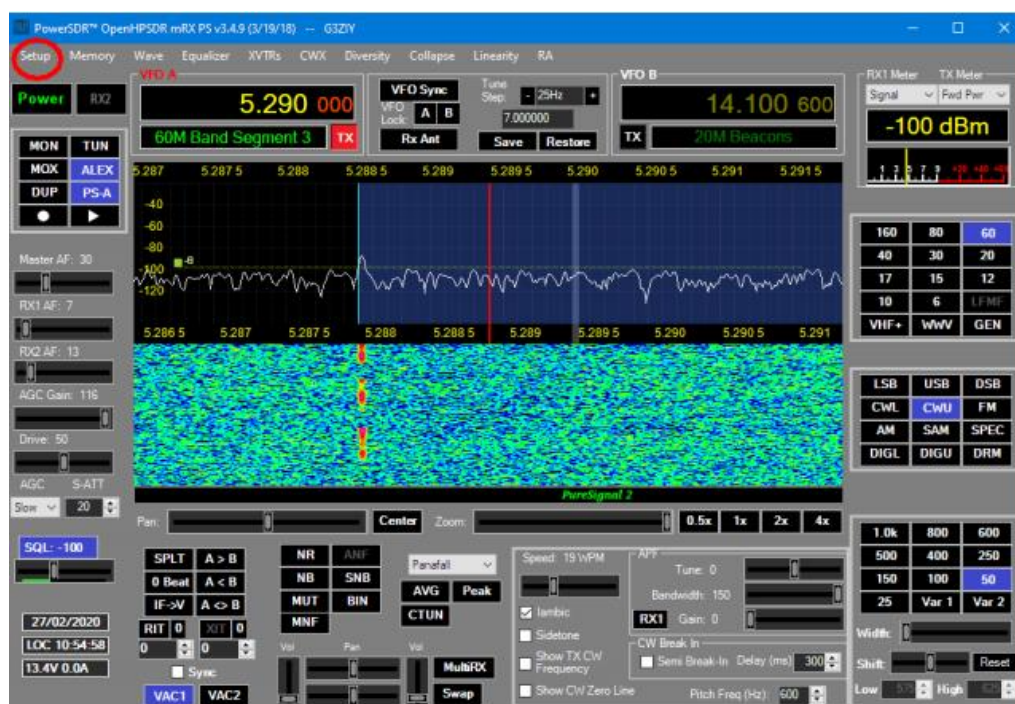 PowerSDR™ OpenHPSDR mRX PS v3.4.9 (3/19/18) -- G3ZIY
Setup Memory Wave Equalizer XVTRs CWX Diversity Collapse Linearity RA
Power RX2
MON TUN
MOX ALEX
DUP PS-A
VFO A
5.290 000
60M Band Segment 3 TX
VFO Sync
VFO Lock: A B
Rx Ant
Tune Step: - 25Hz +
7.000000
Save Restore
VFO B
14.100 600
TX 20M Beacons
RX1 Meter TX Meter
Signal Fwd Pwr
-100 dBm
1 3 5 7 9 +20 +40 +60
5.287 5.287 5 5.288 5.288 5 5.289 5.289 5 5.290 5.290 5 5.291 5.291 5
-40
-60
-80
-100
-120
-G
5.286 5 5.287 5.287 5 5.288 5.288 5 5.289 5.289 5 5.290 5.290 5 5.291
PureSignal 2
Master AF: 30
RX1 AF: 7
RX2 AF: 13
AGC Gain: 116
Drive: 50
AGC S-ATT
Slow 20
SQL: -100
27/02/2020
LOC 10:54:58
13.4V 0.0A
160 80 60
40 30 20
17 15 12
10 6 LFMF
VHF+ WWV GEN
LSB USB DSB
CWL CWU FM
AM SAM SPEC
DIGL DIGU DRM
Pan: Center Zoom: 0.5x 1x 2x 4x
SPLT A > B
0 Beat A < B
IF->V A <> B
RIT 0 XIT 0
0 0
Sync
VAC1 VAC2
NR ANF
NB SNB
MUT BIN
MNF
Panafall
AVG Peak
CTUN
Vol Pan Vol
MultiRX
Swap
Speed: 19 WPM
Iambic
Sidetone
Show TX CW Frequency
Show CW Zero Line
APF
Tune: 0
Bandwidth: 150
RX1 Gain: 0
CW Break In
Semi Break-In Delay (ms) 300
Pitch Freq (Hz): 600
1.0k 800 600
500 400 250
150 100 50
25 Var 1 Var 2
Width:
Shift: Reset
Low 575 High 625